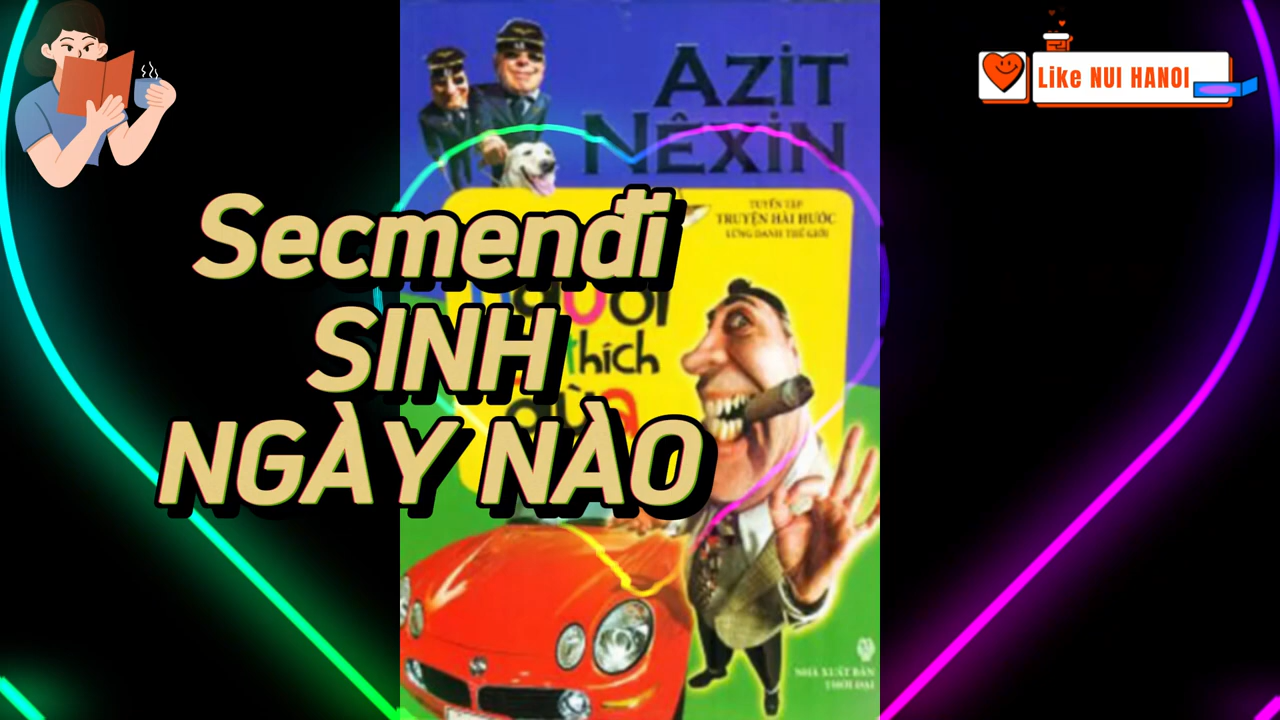 AZIT
NÊXIN
TUYỂN TẬP
TRUYỆN HÀI HƯỚC
LỪNG DANH THẾ GIỚI
Like NUI HANOI
Secmenđi
SINH
NGÀY NÀO
thích
NHÀ XUẤT BẢN
THỜI ĐẠI